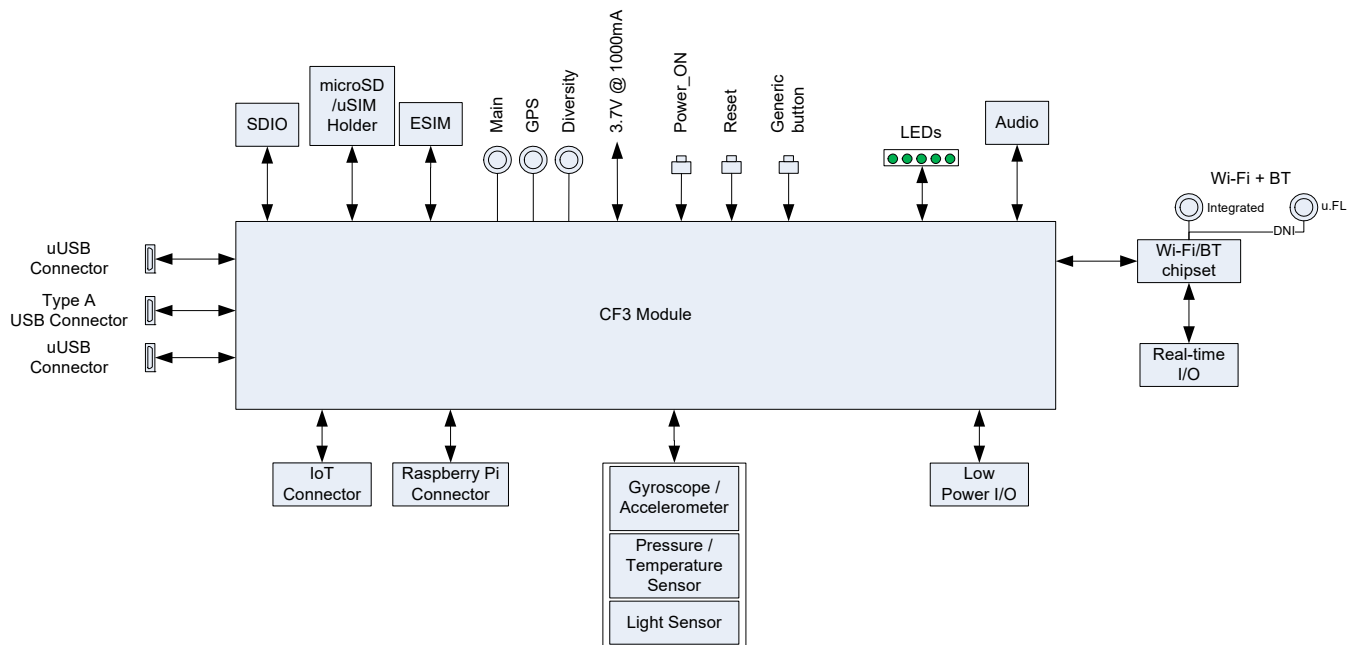 microSD
/uSIM
Holder
SDIO
ESIM
Main
GPS
Diversity
3.7V @ 1000mA
Power_ON
Reset
Generic
button
LEDs
Audio
Wi-Fi + BT
Integrated
u.FL
DNI
Wi-Fi/BT
chipset
Real-time
I/O
uUSB
Connector
Type A
USB Connector
uUSB
Connector
CF3 Module
IoT
Connector
Raspberry Pi
Connector
Gyroscope /
Accelerometer
Pressure /
Temperature
Sensor
Light Sensor
Low
Power I/O